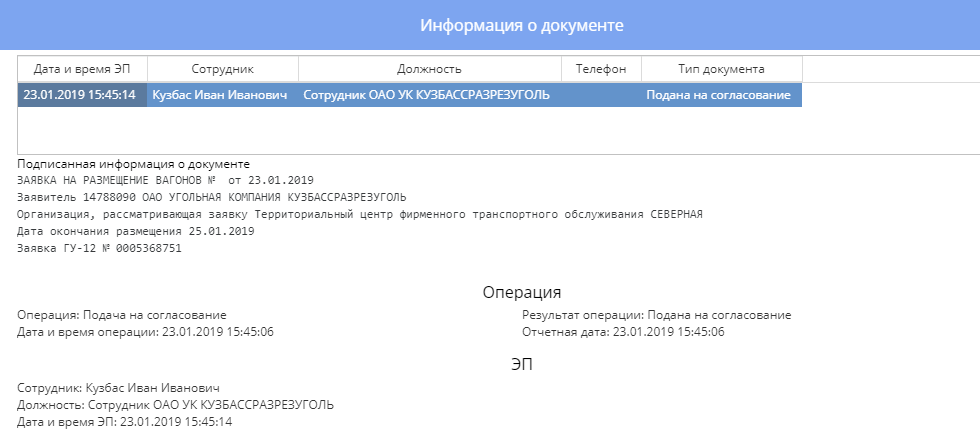 Информация о документе
Дата и время ЭП Сотрудник Должность Телефон Тип документа
23.01.2019 15:45:14 Кузбас Иван Иванович Сотрудник ОАО УК КУЗБАССРАЗРЕЗУГОЛЬ Подана на согласование
Подписанная информация о документе
ЗАЯВКА НА РАЗМЕЩЕНИЕ ВАГОНОВ №  от 23.01.2019
Заявитель 14788090 ОАО УГОЛЬНАЯ КОМПАНИЯ КУЗБАССРАЗРЕЗУГОЛЬ
Организация, рассматривающая заявку Территориальный центр фирменного транспортного обслуживания СЕВЕРНАЯ
Дата окончания размещения 25.01.2019
Заявка ГУ-12 № 0005368751
Операция
Операция: Подача на согласование Результат операции: Подана на согласование
Дата и время операции: 23.01.2019 15:45:06 Отчетная дата: 23.01.2019 15:45:06
ЭП
Сотрудник: Кузбас Иван Иванович
Должность: Сотрудник ОАО УК КУЗБАССРАЗРЕЗУГОЛЬ
Дата и время ЭП: 23.01.2019 15:45:14